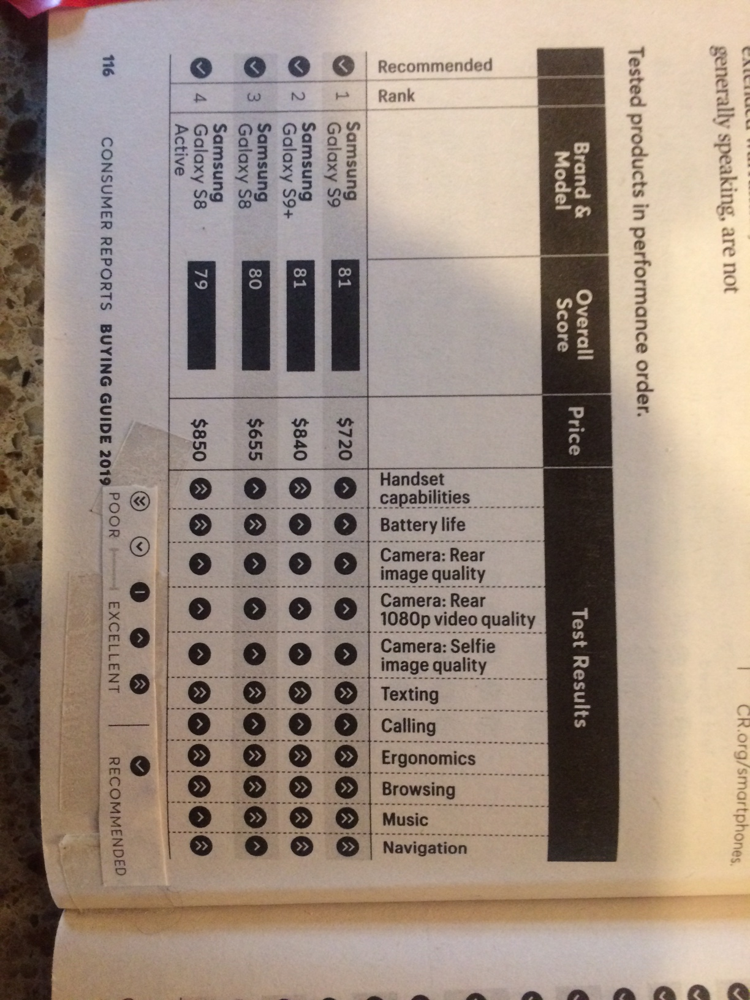 generally speaking, are not
CR.org/smartphones.
Tested products in performance order.
Brand & Model
Overall Score
Price
Test Results
Recommended
Rank
Handset capabilities
Battery life
Camera: Rear image quality
Camera: Rear 1080p video quality
Camera: Selfie image quality
Texting
Calling
Ergonomics
Browsing
Music
Navigation
1 Samsung Galaxy S9 81 $720
2 Samsung Galaxy S9+ 81 $840
3 Samsung Galaxy S8 80 $655
4 Samsung Galaxy S8 Active 79 $850
POOR EXCELLENT RECOMMENDED
116 CONSUMER REPORTS BUYING GUIDE 2019